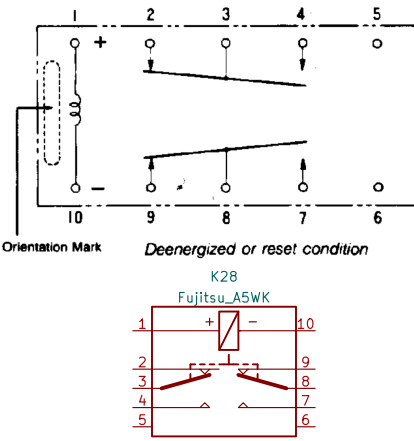 1 2 3 4 5
+
−
10 9 8 7 6
Orientation Mark
Deenergized or reset condition
K28
Fujitsu_A5WK
1 + − 10
2 9
3 8
4 7
5 6